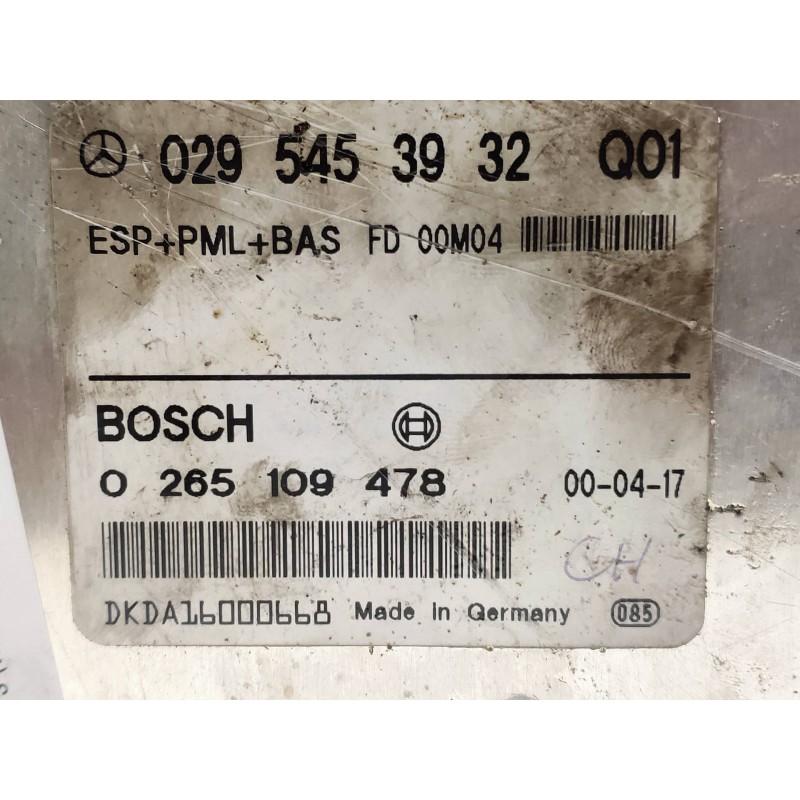 029 545 39 32 Q01
ESP+PML+BAS FD 00M04
BOSCH
0 265 109 478 00-04-17
CH
DKDA16000668 Made in Germany 085